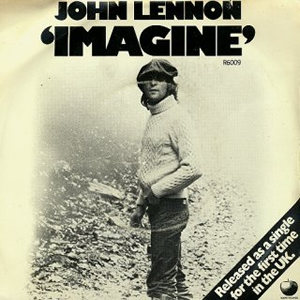 JOHN LENNON
‘IMAGINE’
R6009
Released as a single
for the first time
in the UK.